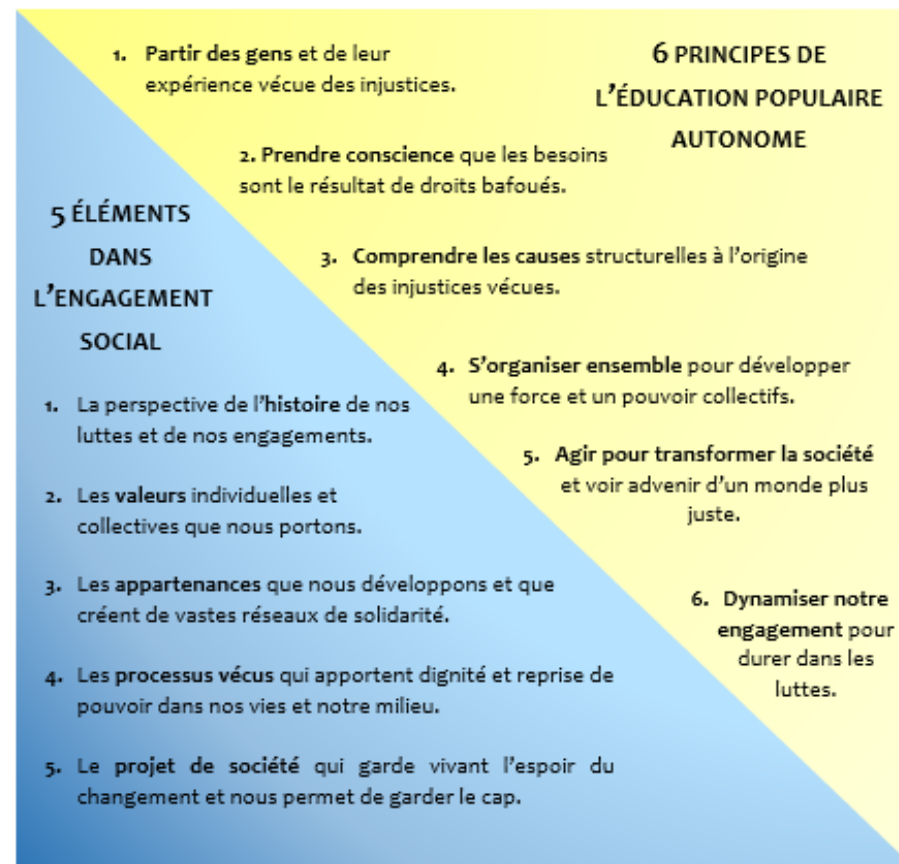 6 PRINCIPES DE
L'ÉDUCATION POPULAIRE
AUTONOME
1. Partir des gens et de leur
expérience vécue des injustices.
2. Prendre conscience que les besoins
sont le résultat de droits bafoués.
3. Comprendre les causes structurelles à l'origine
des injustices vécues.
4. S'organiser ensemble pour développer
une force et un pouvoir collectifs.
5. Agir pour transformer la société
et voir advenir d'un monde plus
juste.
6. Dynamiser notre
engagement pour
durer dans les
luttes.
5 ÉLÉMENTS
DANS
L'ENGAGEMENT
SOCIAL
1. La perspective de l'histoire de nos
luttes et de nos engagements.
2. Les valeurs individuelles et
collectives que nous portons.
3. Les appartenances que nous développons et que
créent de vastes réseaux de solidarité.
4. Les processus vécus qui apportent dignité et reprise de
pouvoir dans nos vies et notre milieu.
5. Le projet de société qui garde vivant l'espoir du
changement et nous permet de garder le cap.